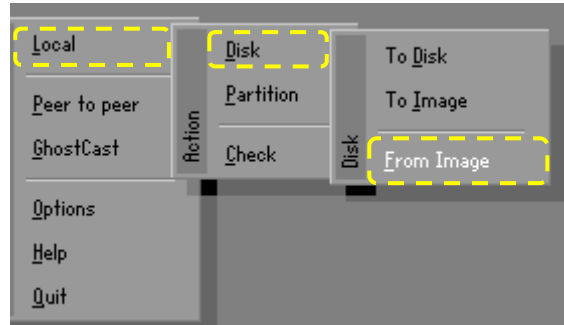 Local
Peer to peer
GhostCast
Options
Help
Quit
Action
Disk
Partition
Check
Disk
To Disk
To Image
From Image